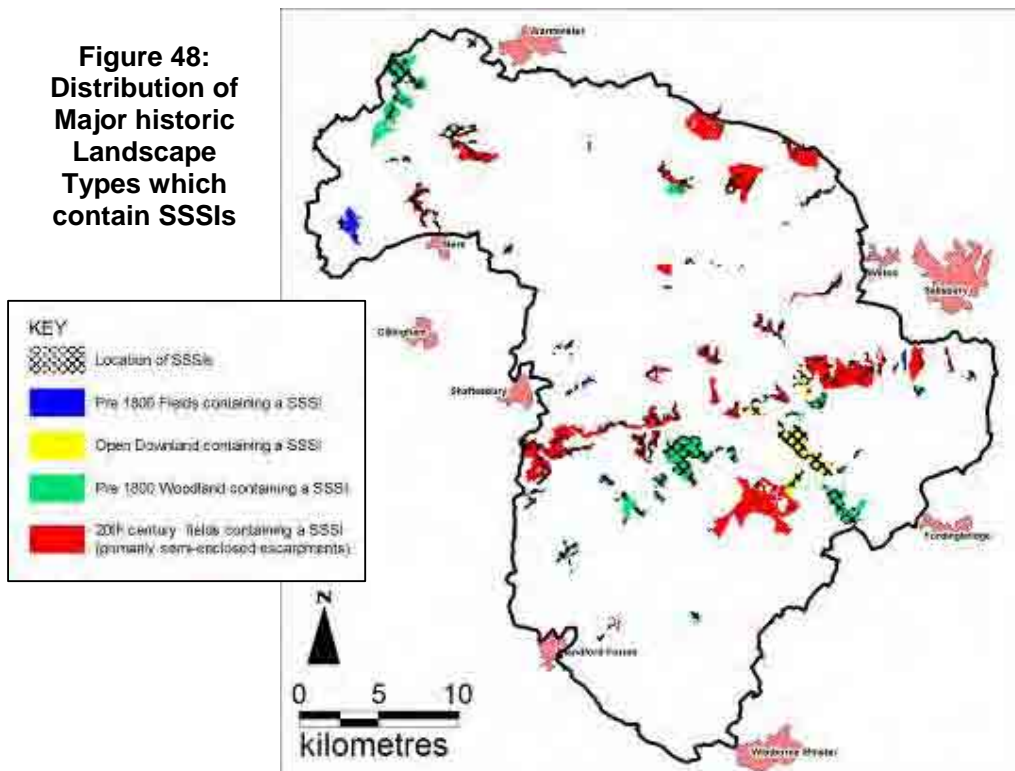 Figure 48:
Distribution of
Major historic
Landscape
Types which
contain SSSIs
Warminster
Mere
Wilton
Salisbury
Gillingham
Shaftesbury
KEY
Location of SSSIs
Pre 1800 Fields containing a SSSI
Open Downland containing a SSSI
Pre 1800 Woodland containing a SSSI
20th century fields containing a SSSI
(primarily semi-enclosed escarpments)
Fordingbridge
N
Blandford Forum
0 5 10
kilometres
Wimborne Minster